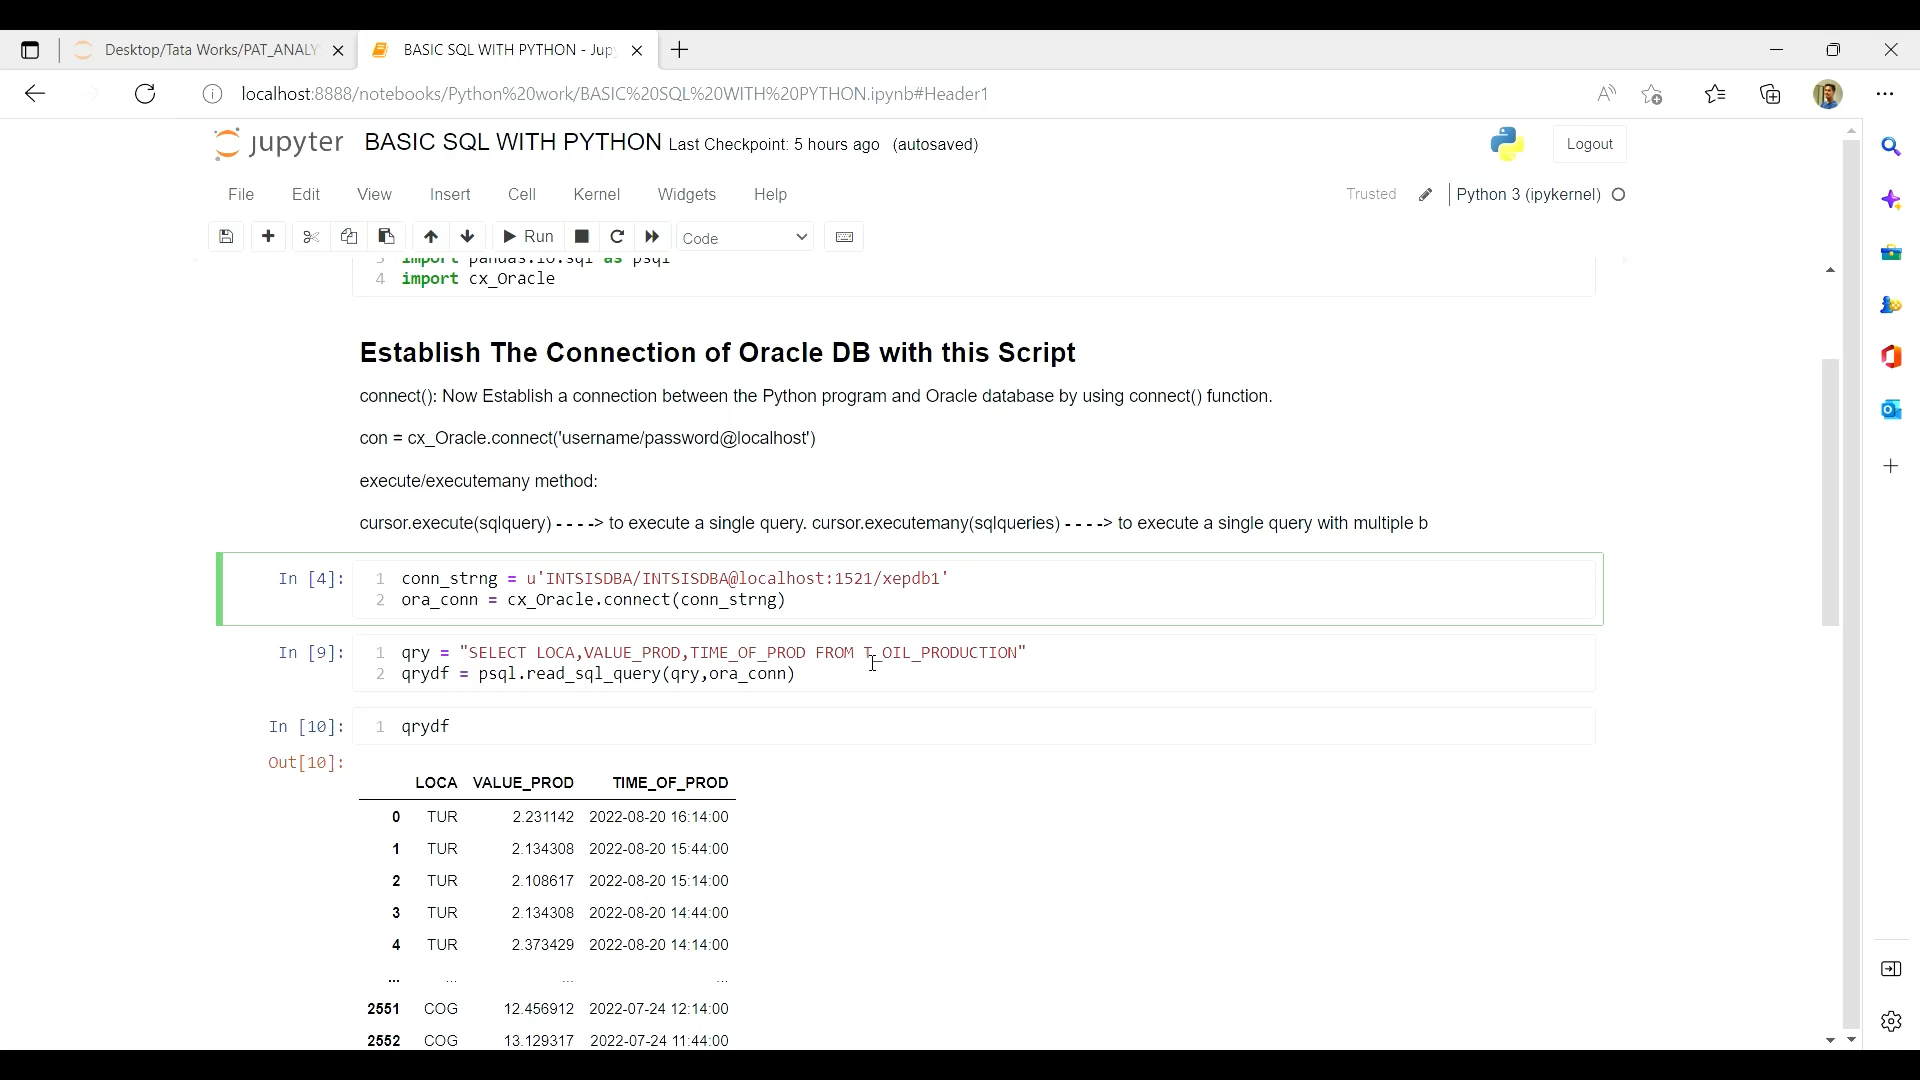 Desktop/Tata Works/PAT_ANALYS
BASIC SQL WITH PYTHON - Jup
localhost:8888/notebooks/Python%20work/BASIC%20SQL%20WITH%20PYTHON.ipynb#Header1
jupyter BASIC SQL WITH PYTHON Last Checkpoint: 5 hours ago (autosaved)
Logout
File Edit View Insert Cell Kernel Widgets Help
Trusted Python 3 (ipykernel)
Run Code
3 import pandas.io.sql as psql
4 import cx_Oracle
Establish The Connection of Oracle DB with this Script
connect(): Now Establish a connection between the Python program and Oracle database by using connect() function.
con = cx_Oracle.connect('username/password@localhost')
execute/executemany method:
cursor.execute(sqlquery) - - - -> to execute a single query. cursor.executemany(sqlqueries) - - - -> to execute a single query with multiple b
In [4]: 1 conn_strng = u'INTSISDBA/INTSISDBA@localhost:1521/xepdb1'
2 ora_conn = cx_Oracle.connect(conn_strng)
In [9]: 1 qry = "SELECT LOCA,VALUE_PROD,TIME_OF_PROD FROM T_OIL_PRODUCTION"
2 qrydf = psql.read_sql_query(qry,ora_conn)
In [10]: 1 qrydf
Out[10]:
LOCA VALUE_PROD TIME_OF_PROD
0 TUR 2.231142 2022-08-20 16:14:00
1 TUR 2.134308 2022-08-20 15:44:00
2 TUR 2.108617 2022-08-20 15:14:00
3 TUR 2.134308 2022-08-20 14:44:00
4 TUR 2.373429 2022-08-20 14:14:00
... ... ... ...
2551 COG 12.456912 2022-07-24 12:14:00
2552 COG 13.129317 2022-07-24 11:44:00